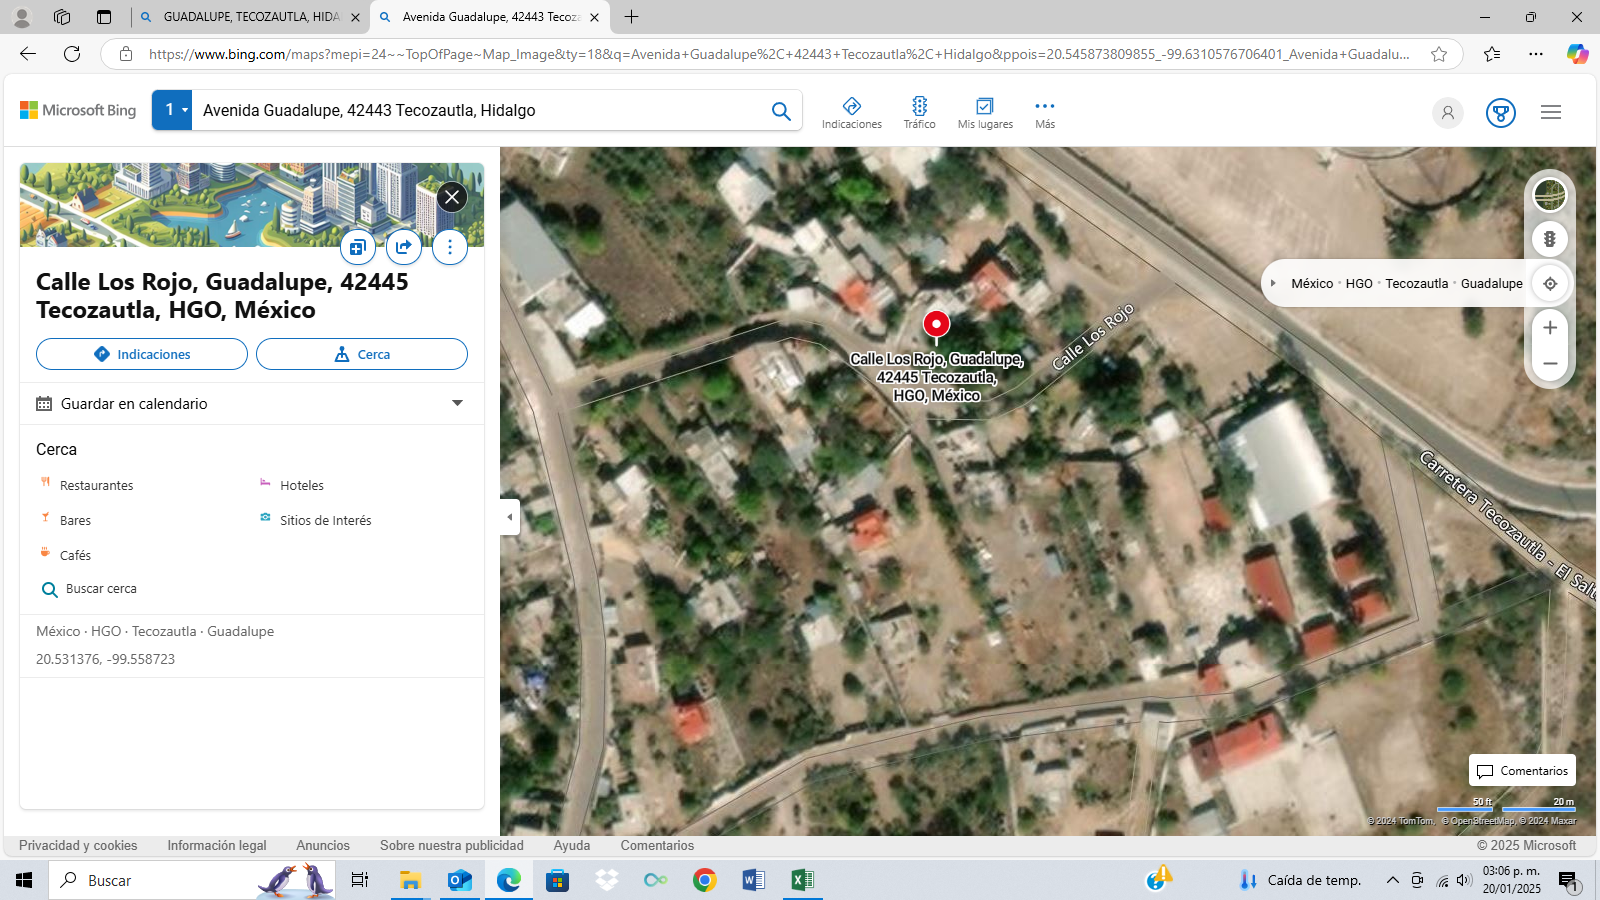 GUADALUPE, TECOZAUTLA, HIDA
Avenida Guadalupe, 42443 Tecoza
https://www.bing.com/maps?mepi=24~~TopOfPage~Map_Image&ty=18&q=Avenida+Guadalupe%2C+42443+Tecozautla%2C+Hidalgo&ppois=20.545873809855_-99.6310576706401_Avenida+Guadalu...
Microsoft Bing
1
Avenida Guadalupe, 42443 Tecozautla, Hidalgo
Indicaciones
Tráfico
Mis lugares
Más
Calle Los Rojo, Guadalupe, 42445
Tecozautla, HGO, México
Indicaciones
Cerca
Guardar en calendario
Cerca
Restaurantes
Hoteles
Bares
Sitios de Interés
Cafés
Buscar cerca
México · HGO · Tecozautla · Guadalupe
20.531376, -99.558723
México · HGO · Tecozautla · Guadalupe
Calle Los Rojo
Calle Los Rojo, Guadalupe,
42445 Tecozautla,
HGO, México
Carretera Tecozautla - El Salt
Comentarios
50 ft
20 m
© 2024 TomTom, © OpenStreetMap, © 2024 Maxar
Privacidad y cookies
Información legal
Anuncios
Sobre nuestra publicidad
Ayuda
Comentarios
© 2025 Microsoft
Buscar
Caída de temp.
03:06 p. m.
20/01/2025
1